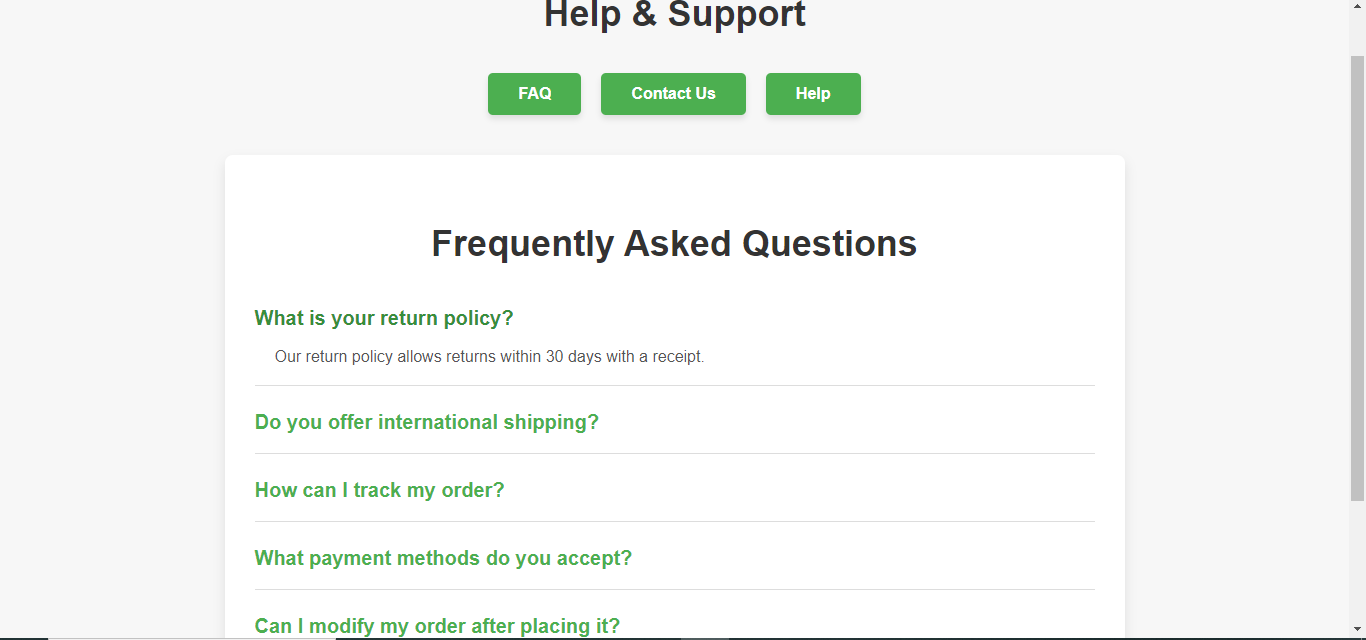 Help & Support
FAQ
Contact Us
Help
Frequently Asked Questions
What is your return policy?
Our return policy allows returns within 30 days with a receipt.
Do you offer international shipping?
How can I track my order?
What payment methods do you accept?
Can I modify my order after placing it?